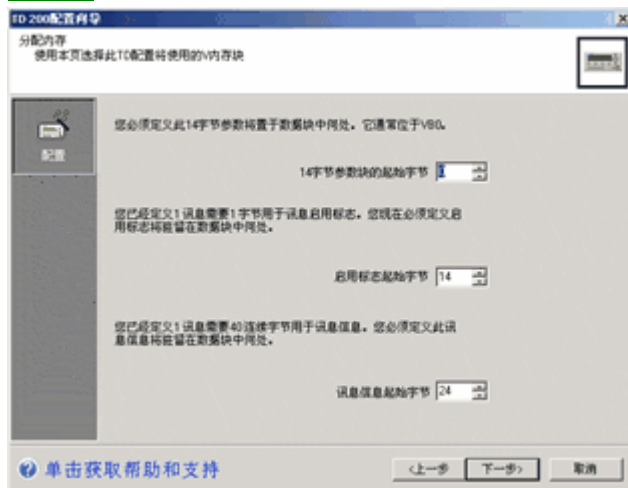 TD 200配置向导
分配内存
使用本页选择此TD配置将使用的V内存块
配置
您必须定义此14字节参数将置于数据块中何处。它通常位于VB0。
14字节参数块的起始字节 0
您已经定义1讯息需要1字节用于讯息启用标志。您现在必须定义启
用标志将驻留在数据块中何处。
启用标志起始字节 14
您已经定义1讯息需要40连续字节用于讯息信息。您必须定义此讯
息信息将驻留在数据块中何处。
讯息信息起始字节 24
单击获取帮助和支持
<上一步 下一步> 取消